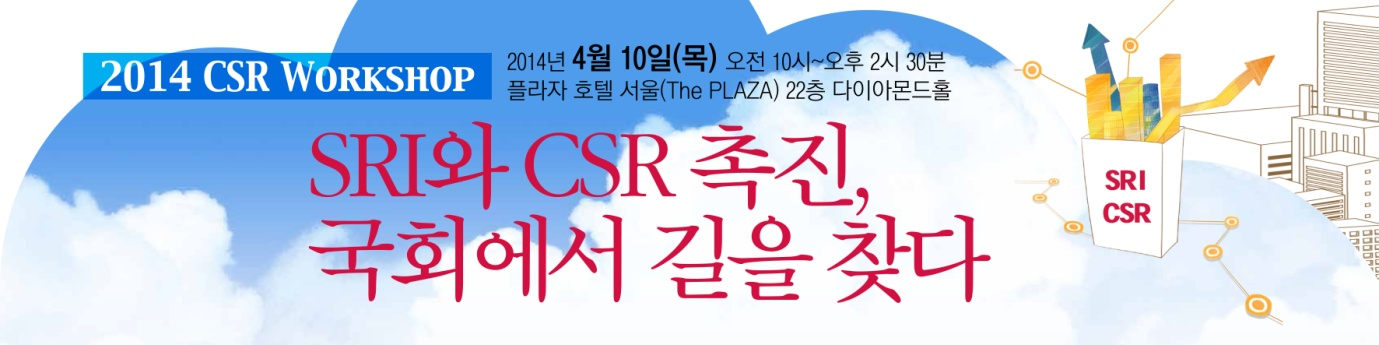 2014 CSR WORKSHOP
2014년 4월 10일(목) 오전 10시~오후 2시 30분
플라자 호텔 서울(The PLAZA) 22층 다이아몬드홀
SRI와 CSR 촉진,
국회에서 길을 찾다
SRI
CSR